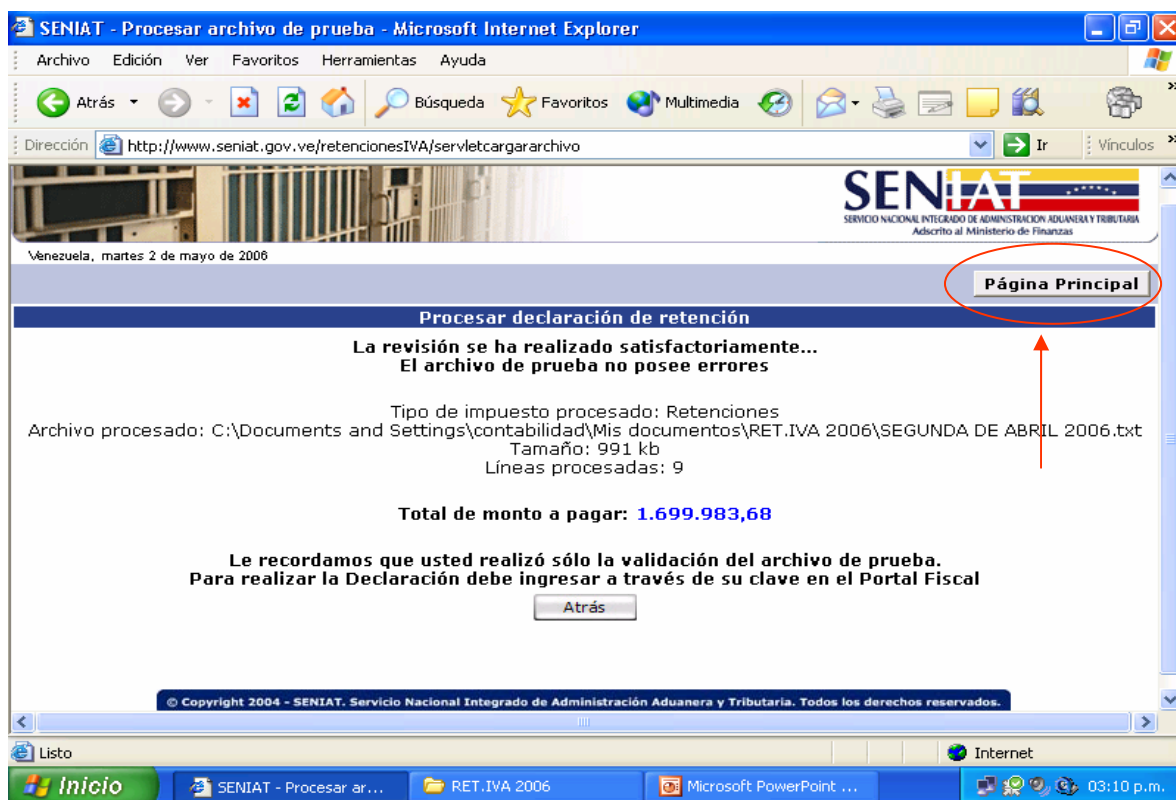 SENIAT - Procesar archivo de prueba - Microsoft Internet Explorer
Archivo Edición Ver Favoritos Herramientas Ayuda
Atrás Búsqueda Favoritos Multimedia
Dirección http://www.seniat.gov.ve/retencionesIVA/servletcargararchivo Ir Vínculos
SENIAT
SERVICIO NACIONAL INTEGRADO DE ADMINISTRACION ADUANERA Y TRIBUTARIA
Adscrito al Ministerio de Finanzas
Venezuela, martes 2 de mayo de 2006
Página Principal
Procesar declaración de retención
La revisión se ha realizado satisfactoriamente...
El archivo de prueba no posee errores
Tipo de impuesto procesado: Retenciones
Archivo procesado: C:\Documents and Settings\contabilidad\Mis documentos\RET.IVA 2006\SEGUNDA DE ABRIL 2006.txt
Tamaño: 991 kb
Líneas procesadas: 9
Total de monto a pagar: 1.699.983,68
Le recordamos que usted realizó sólo la validación del archivo de prueba.
Para realizar la Declaración debe ingresar a través de su clave en el Portal Fiscal
Atrás
© Copyright 2004 - SENIAT. Servicio Nacional Integrado de Administración Aduanera y Tributaria. Todos los derechos reservados.
Listo Internet
Inicio SENIAT - Procesar ar... RET.IVA 2006 Microsoft PowerPoint ... 03:10 p.m.